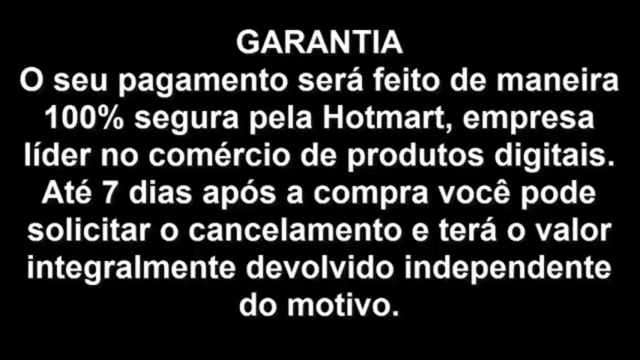 GARANTIA
O seu pagamento será feito de maneira
100% segura pela Hotmart, empresa
líder no comércio de produtos digitais.
Até 7 dias após a compra você pode
solicitar o cancelamento e terá o valor
integralmente devolvido independente
do motivo.